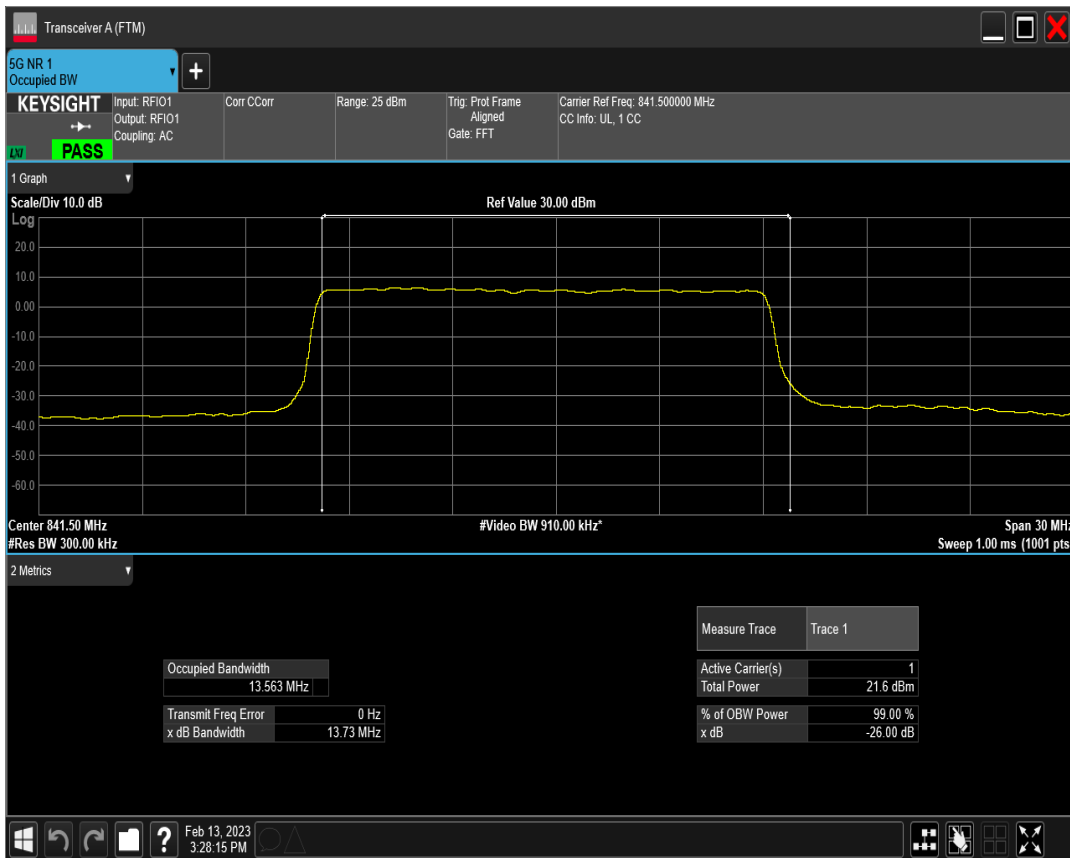 Transceiver A (FTM)
5G NR 1
Occupied BW
+
KEYSIGHT
LXI
PASS
Input: RFIO1
Output: RFIO1
Coupling: AC
Corr CCorr
Range: 25 dBm
Trig: Prot Frame
Aligned
Gate: FFT
Carrier Ref Freq: 841.500000 MHz
CC Info: UL, 1 CC
1 Graph
Scale/Div 10.0 dB
Ref Value 30.00 dBm
Log
20.0
10.0
0.00
-10.0
-20.0
-30.0
-40.0
-50.0
-60.0
Center 841.50 MHz
#Video BW 910.00 kHz*
Span 30 MHz
#Res BW 300.00 kHz
Sweep 1.00 ms (1001 pts
2 Metrics
Measure Trace Trace 1
Occupied Bandwidth
13.563 MHz
Active Carrier(s) 1
Total Power 21.6 dBm
Transmit Freq Error 0 Hz
x dB Bandwidth 13.73 MHz
% of OBW Power 99.00 %
x dB -26.00 dB
?
Feb 13, 2023
3:28:15 PM